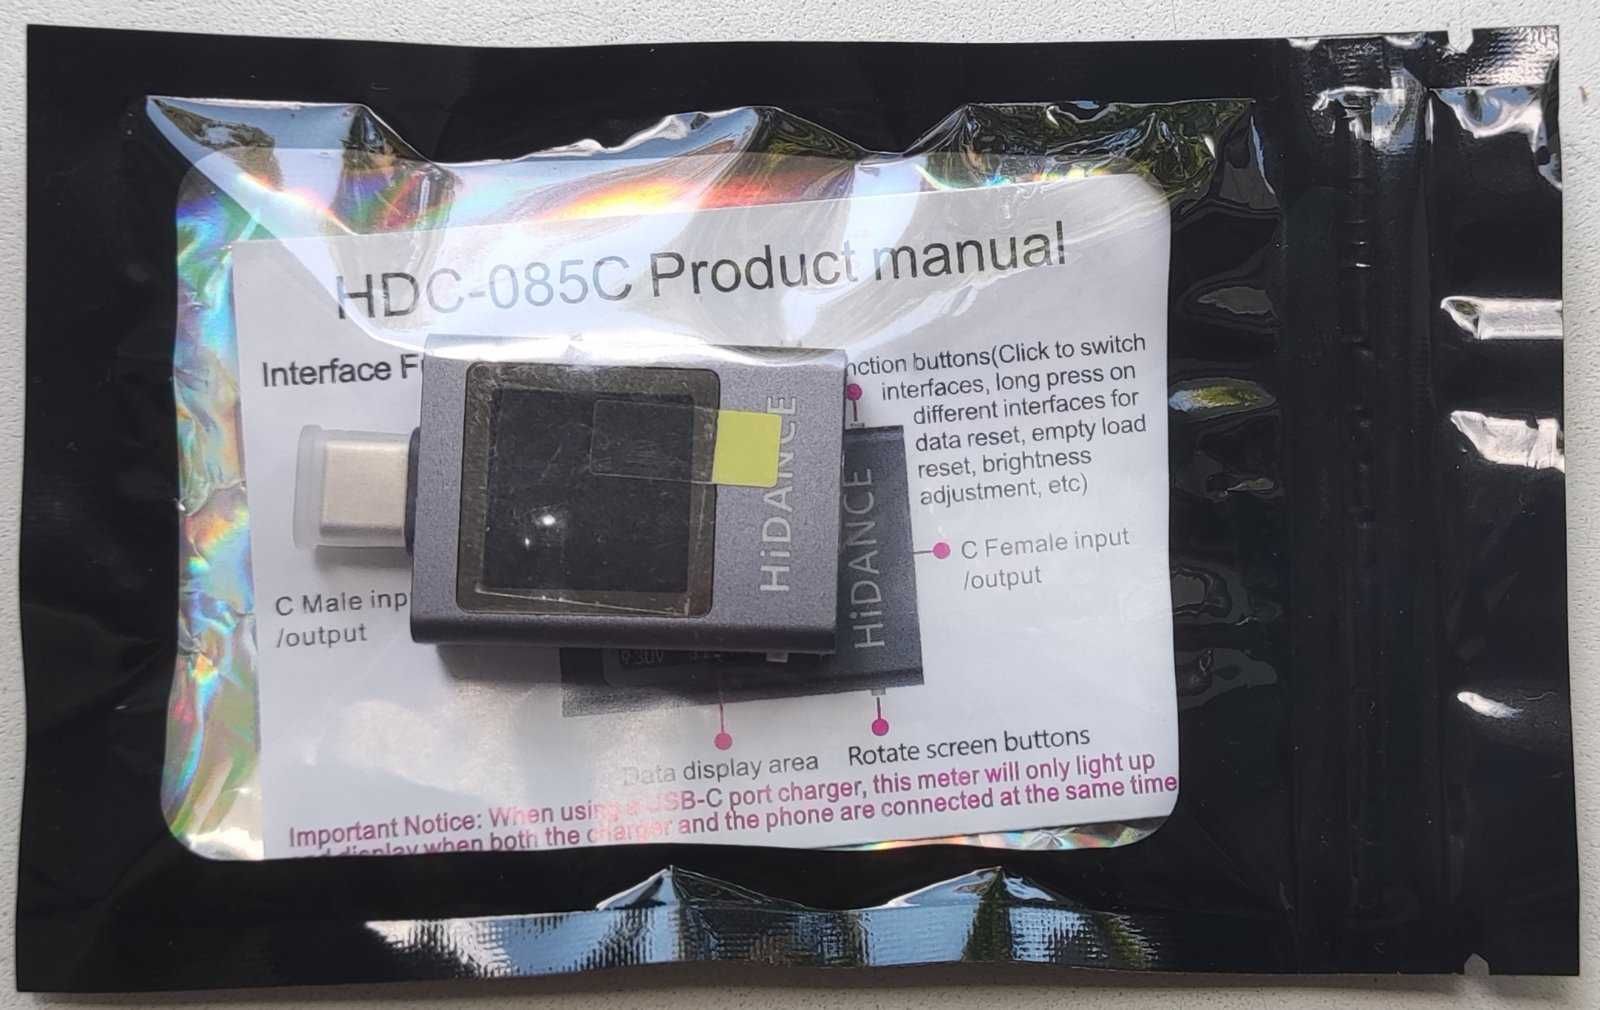 HDC-085C Product manual
Interface F
nction buttons(Click to switch
interfaces, long press on
different interfaces for
data reset, empty load
reset, brightness
adjustment, etc)
HiDANCE
HiDANCE
C Female input
/output
C Male inp
/output
9.30V
Data display area
Rotate screen buttons
Important Notice: When using a USB-C port charger, this meter will only light up
and display when both the charger and the phone are connected at the same time